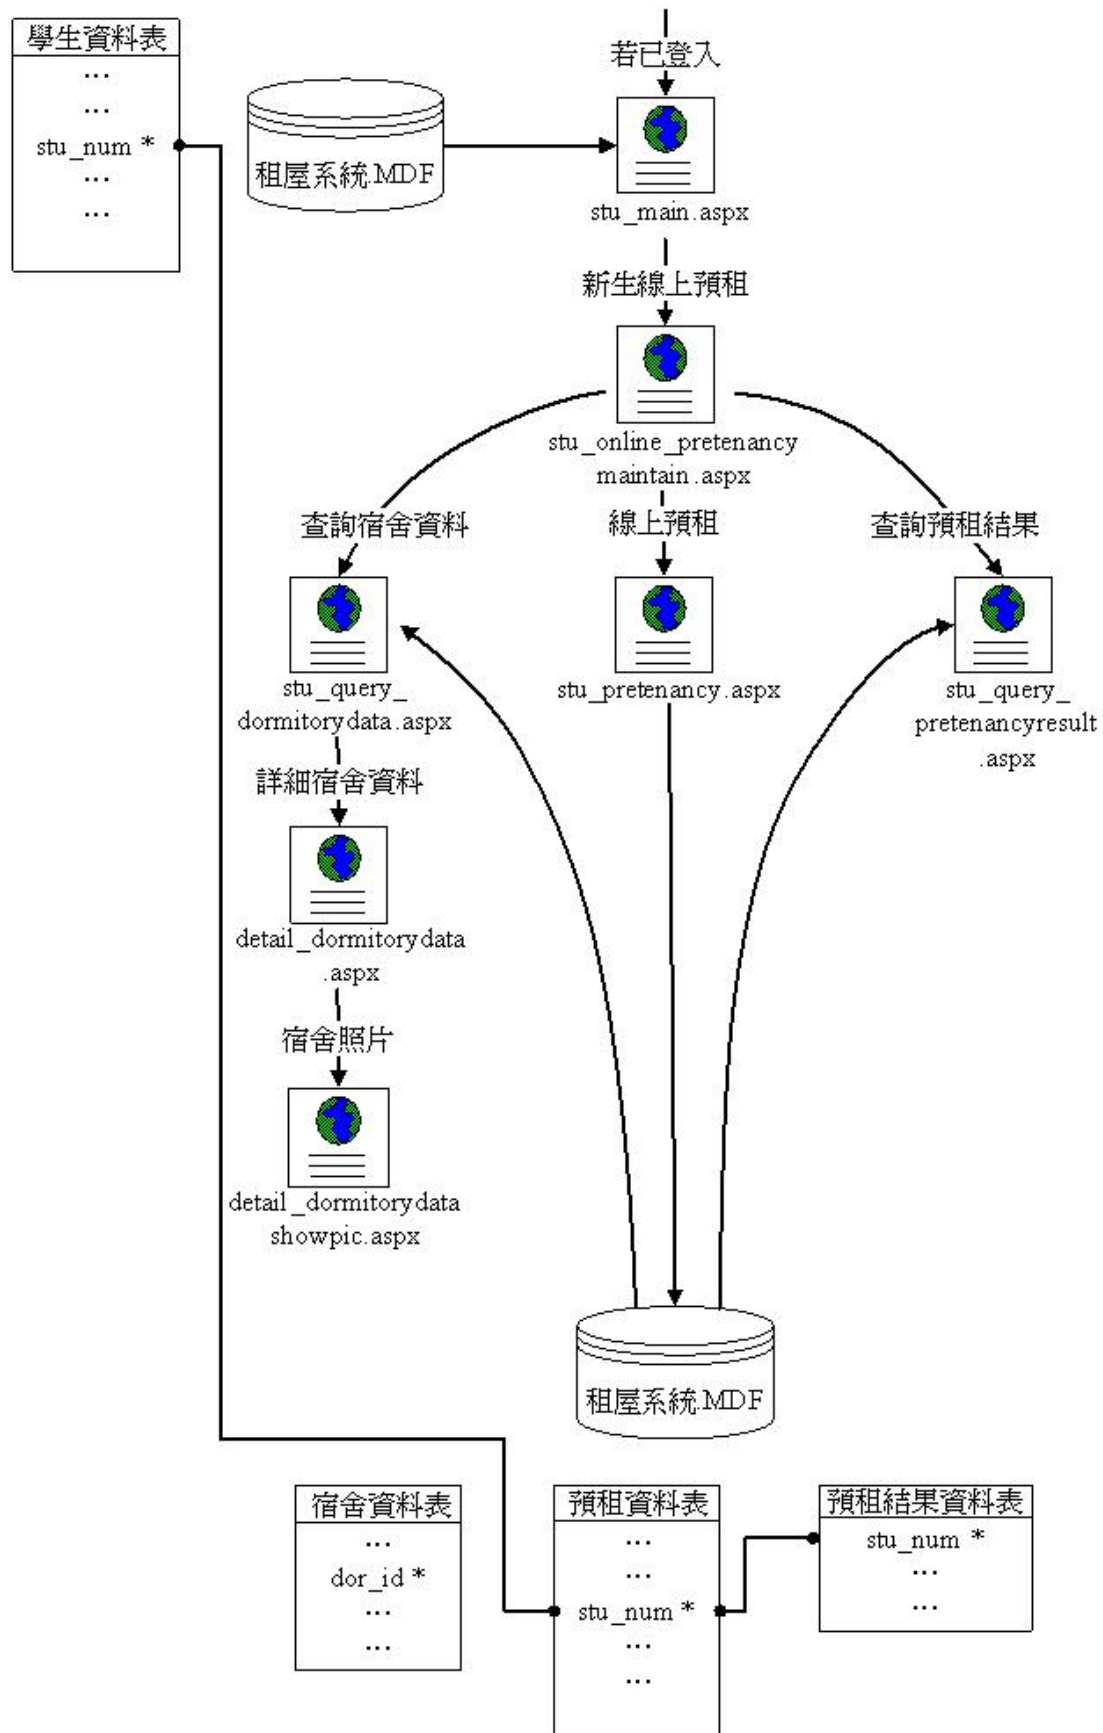 學生資料表
...
...
stu_num *
...
...
租屋系統.MDF
若已登入
stu_main.aspx
新生線上預租
stu_online_pretenancy
maintain.aspx
查詢宿舍資料
線上預租
查詢預租結果
stu_query_
dormitorydata.aspx
stu_pretenancy.aspx
stu_query_
pretenancyresult
.aspx
詳細宿舍資料
detail_dormitorydata
.aspx
宿舍照片
detail_dormitorydata
showpic.aspx
租屋系統.MDF
宿舍資料表
...
dor_id *
...
...
預租資料表
...
...
stu_num *
...
...
預租結果資料表
stu_num *
...
...